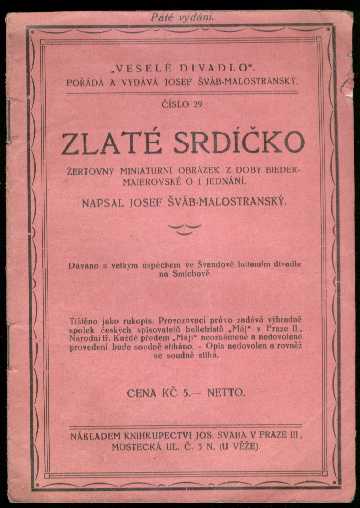 Páté vydání.
„VESELÉ DIVADLO".
POŘÁDÁ A VYDÁVÁ JOSEF ŠVÁB-MALOSTRANSKÝ.
ČÍSLO 29.
ZLATÉ SRDÍČKO
ŽERTOVNÝ MINIATURNÍ OBRÁZEK Z DOBY BIEDER-
MAIEROVSKÉ O 1 JEDNÁNÍ.
NAPSAL JOSEF ŠVÁB-MALOSTRANSKÝ.
Dáváno s velkým úspěchem ve Švandově letním divadle
na Smíchově.
Tištěno jako rukopis. Provozovací právo zadává výhradně
spolek českých spisovatelů belletristů „Máj" v Praze II.,
Národní tř. Každé předem „Máji" neoznámené a nedovolené
provedení bude soudně stíháno. - Opis nedovolen a rovněž
se soudně stíhá.
CENA KČ 5.— NETTO.
NÁKLADEM KNIHKUPECTVÍ JOS. ŠVÁBA V PRAZE III.,
MOSTECKÁ UL. Č. 3 N. (U VĚŽE)